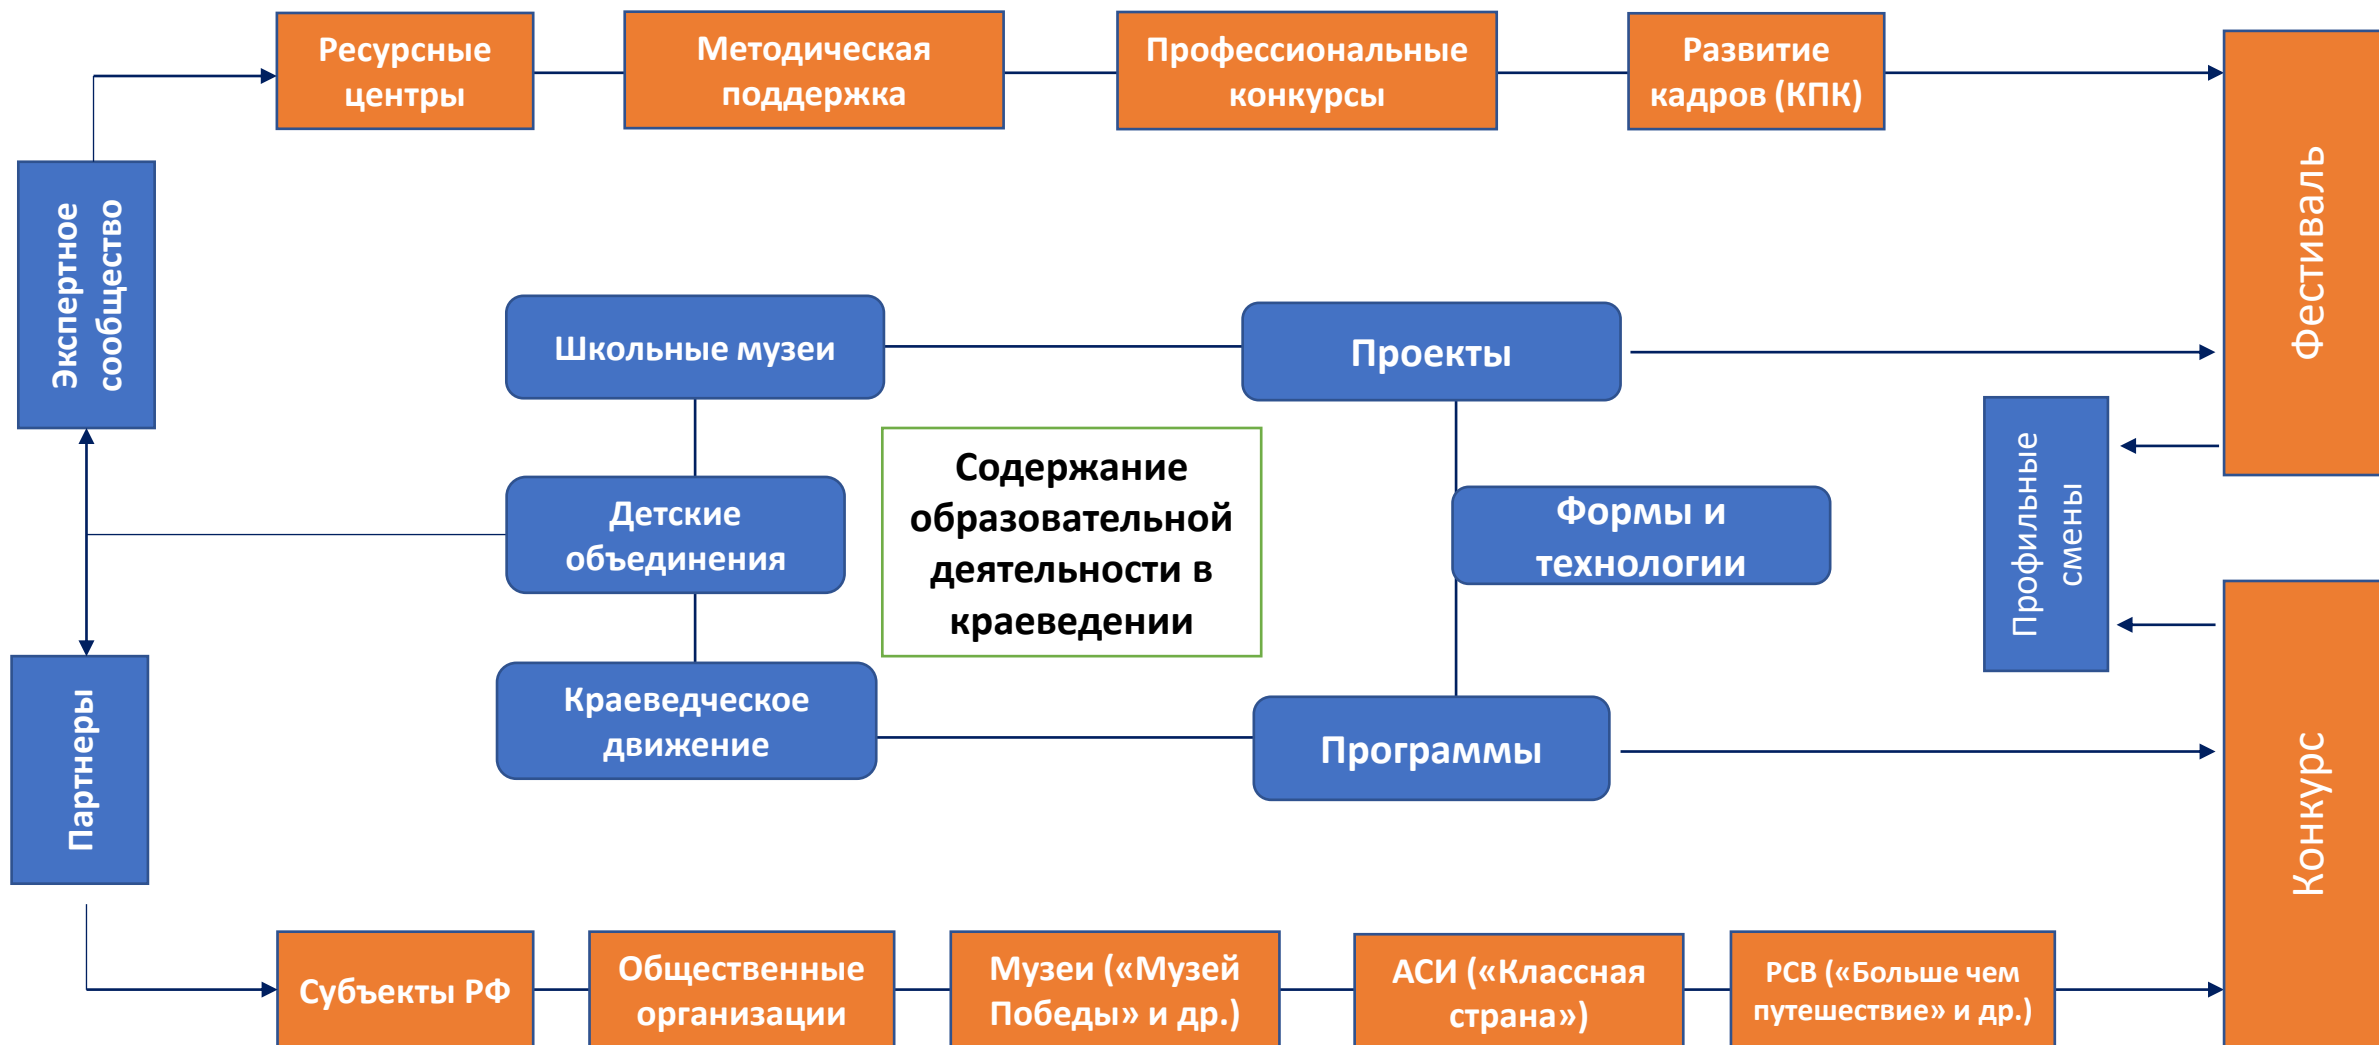 Ресурсные
центры
Методическая
поддержка
Профессиональные
конкурсы
Развитие
кадров (КПК)
Фестиваль
Экспертное
сообщество
Школьные музеи
Проекты
Содержание
образовательной
деятельности в
краеведении
Детские
объединения
Формы и
технологии
Профильные
смены
Партнеры
Краеведческое
движение
Программы
Конкурс
Субъекты РФ
Общественные
организации
Музеи («Музей
Победы» и др.)
АСИ («Классная
страна»)
РСВ («Больше чем
путешествие» и др.)